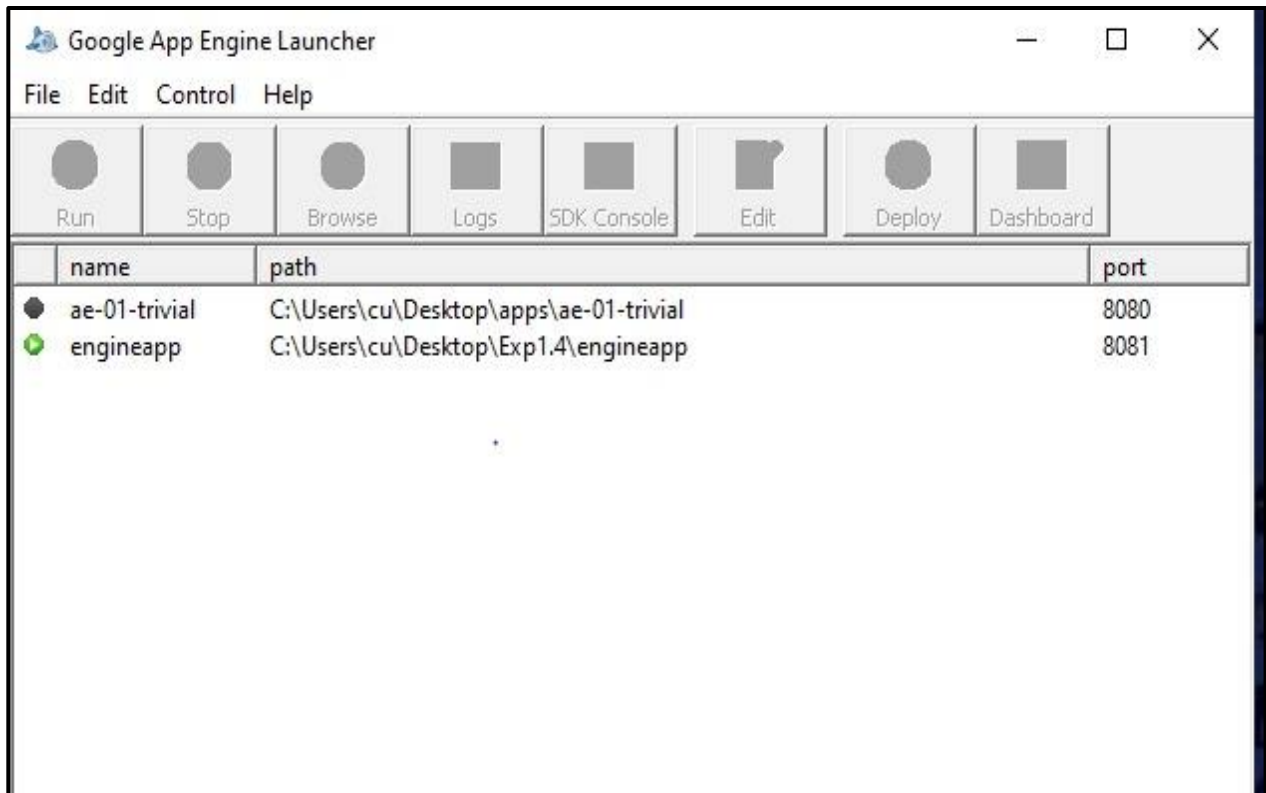 Google App Engine Launcher
File Edit Control Help
Run Stop Browse Logs SDK Console Edit Deploy Dashboard
name path port
ae-01-trivial C:\Users\cu\Desktop\apps\ae-01-trivial 8080
engineapp C:\Users\cu\Desktop\Exp1.4\engineapp 8081